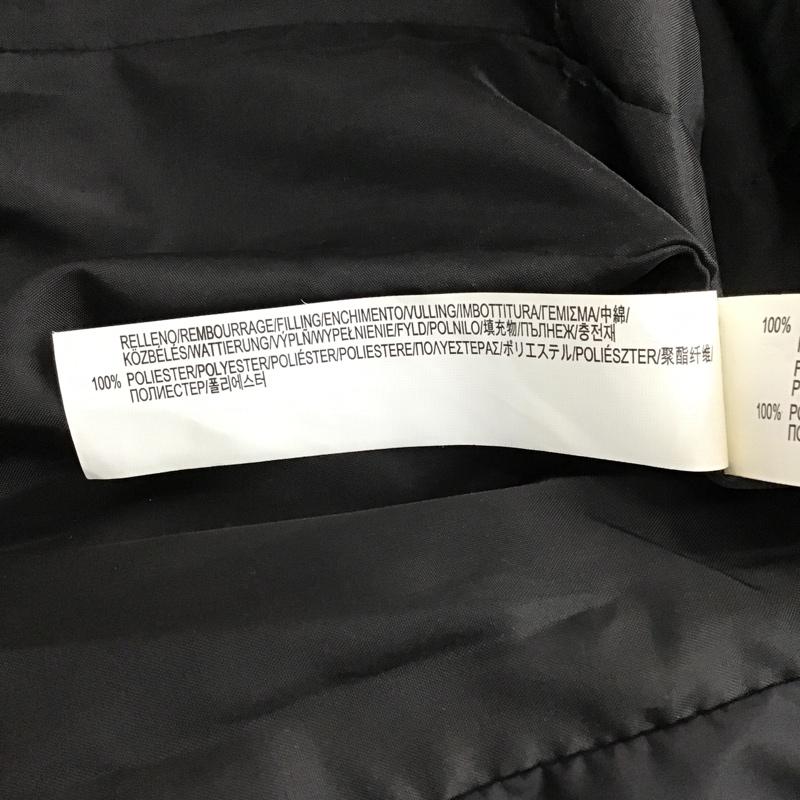 RELLENO/REMBOURRAGE/FILLING/ENCHIMENTO/VULLING/IMBOTTITURA/ΓΕΜΙΣΜΑ/中綿/
KÖZBÉLÉS/WATTIERUNG/VÝPLŇ/WYPEŁNIENIE/FYLD/POLNILO/填充物/ПЪЛНЕЖ/충전재
100% POLIESTER/POLYESTER/POLIÉSTER/POLIESTERE/ΠΟΛΥΕΣΤΕΡΑΣ/ポリエステル/POLIÉSZTER/聚酯纤维/
ПОЛИЕСТЕР/폴리에스터
100%
100%